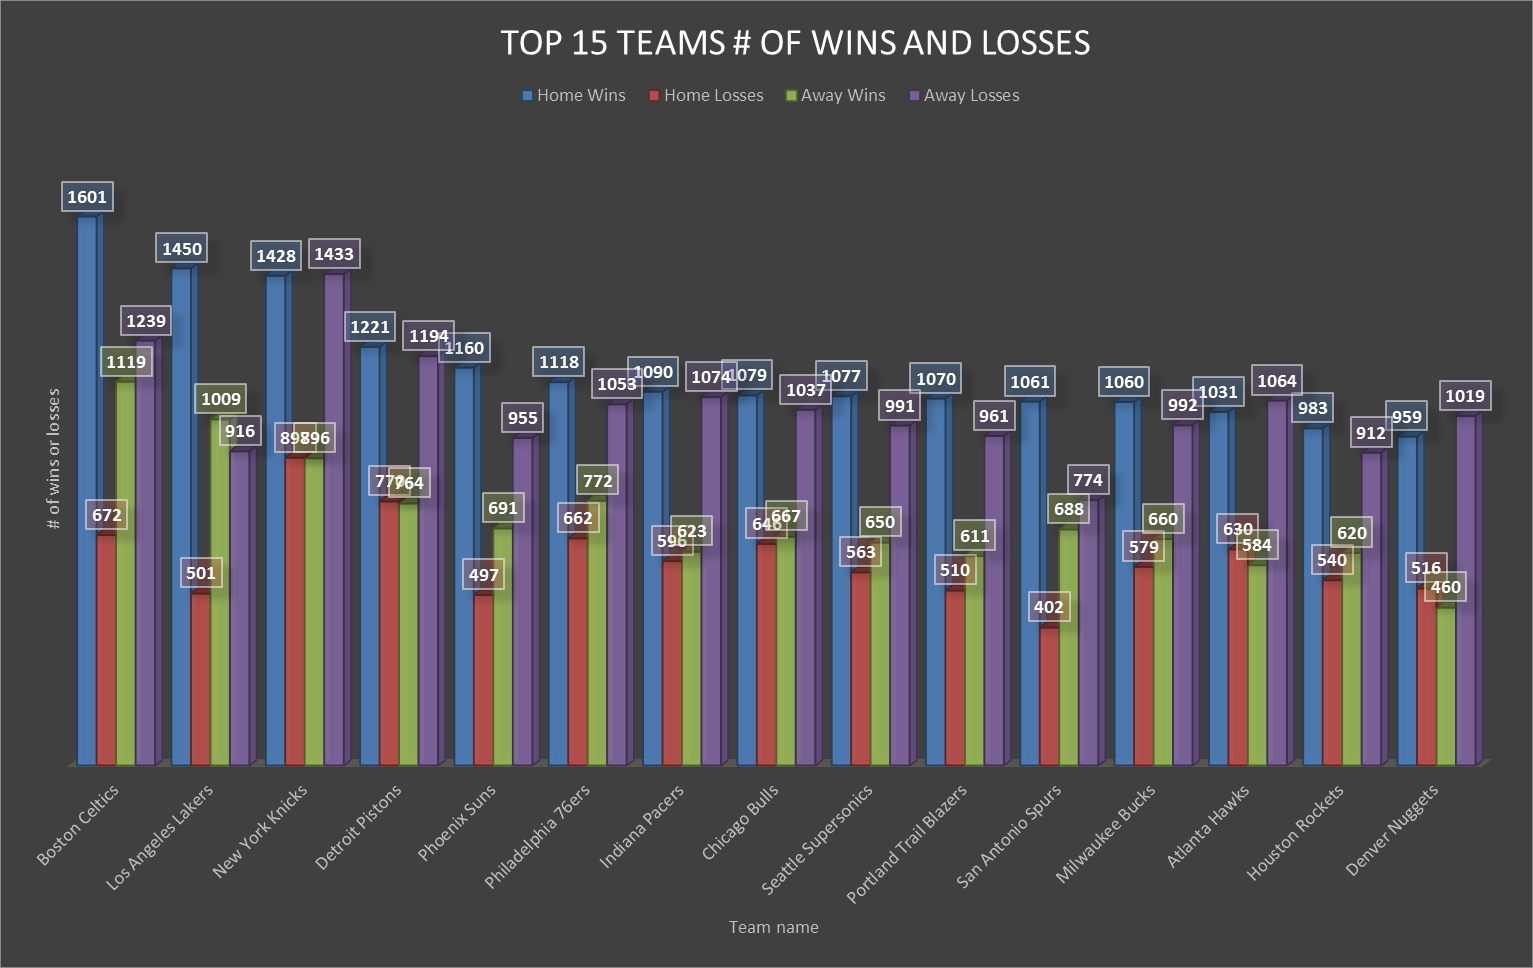 TOP 15 TEAMS # OF WINS AND LOSSES
Home Wins Home Losses Away Wins Away Losses
# of wins or losses
1601 672 1119 1239
1450 501 1009 916
1428 896 1433
1221 764 1194
1160 497 691 955
1118 662 772 1053
1090 623 1074
1079 667 1037
1077 563 650 991
1070 510 611 961
1061 402 688 774
1060 579 660 992
1031 630 584 1064
983 540 620 912
959 516 460 1019
Boston Celtics
Los Angeles Lakers
New York Knicks
Detroit Pistons
Phoenix Suns
Philadelphia 76ers
Indiana Pacers
Chicago Bulls
Seattle Supersonics
Portland Trail Blazers
San Antonio Spurs
Milwaukee Bucks
Atlanta Hawks
Houston Rockets
Denver Nuggets
Team name